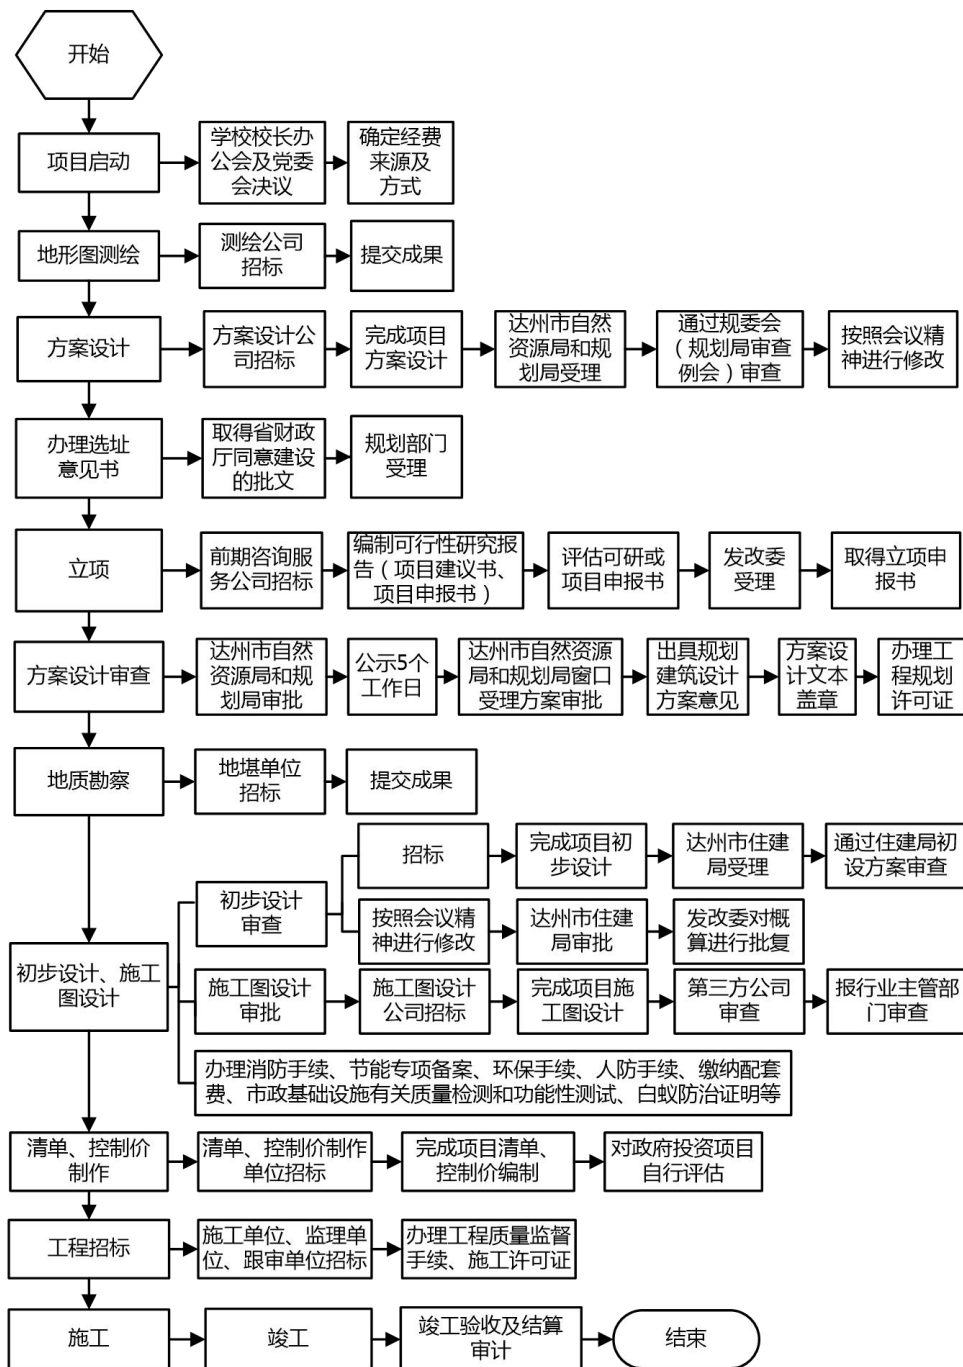 开始
项目启动
学校校长办
公会及党委
会决议
确定经费
来源及
方式
地形图测绘
测绘公司
招标
提交成果
方案设计
方案设计公
司招标
完成项目
方案设计
达州市自然
资源局和规
划局受理
通过规委会
（规划局审查
例会）审查
按照会议精
神进行修改
办理选址
意见书
取得省财政
厅同意建设
的批文
规划部门
受理
立项
前期咨询服
务公司招标
编制可行性研究报
告（项目建议书、
项目申报书）
评估可研或
项目申报书
发改委
受理
取得立项申
报书
方案设计审查
达州市自然
资源局和规
划局审批
公示5个
工作日
达州市自然资源
局和规划局窗口
受理方案审批
出具规划
建筑设计
方案意见
方案设
计文本
盖章
办理工
程规划
许可证
地质勘察
地堪单位
招标
提交成果
初步设计、施工
图设计
初步设计
审查
招标
完成项目初
步设计
达州市住建
局受理
通过住建局初
设方案审查
按照会议精
神进行修改
达州市住建
局审批
发改委对概
算进行批复
施工图设计
审批
施工图设计
公司招标
完成项目施
工图设计
第三方公司
审查
报行业主管部
门审查
办理消防手续、节能专项备案、环保手续、人防手续、缴纳配套
费、市政基础设施有关质量检测和功能性测试、白蚁防治证明等
清单、控制价
制作
清单、控制价制作
单位招标
完成项目清单、
控制价编制
对政府投资项目
自行评估
工程招标
施工单位、监理单
位、跟审单位招标
办理工程质量监督
手续、施工许可证
施工
竣工
竣工验收及结算
审计
结束